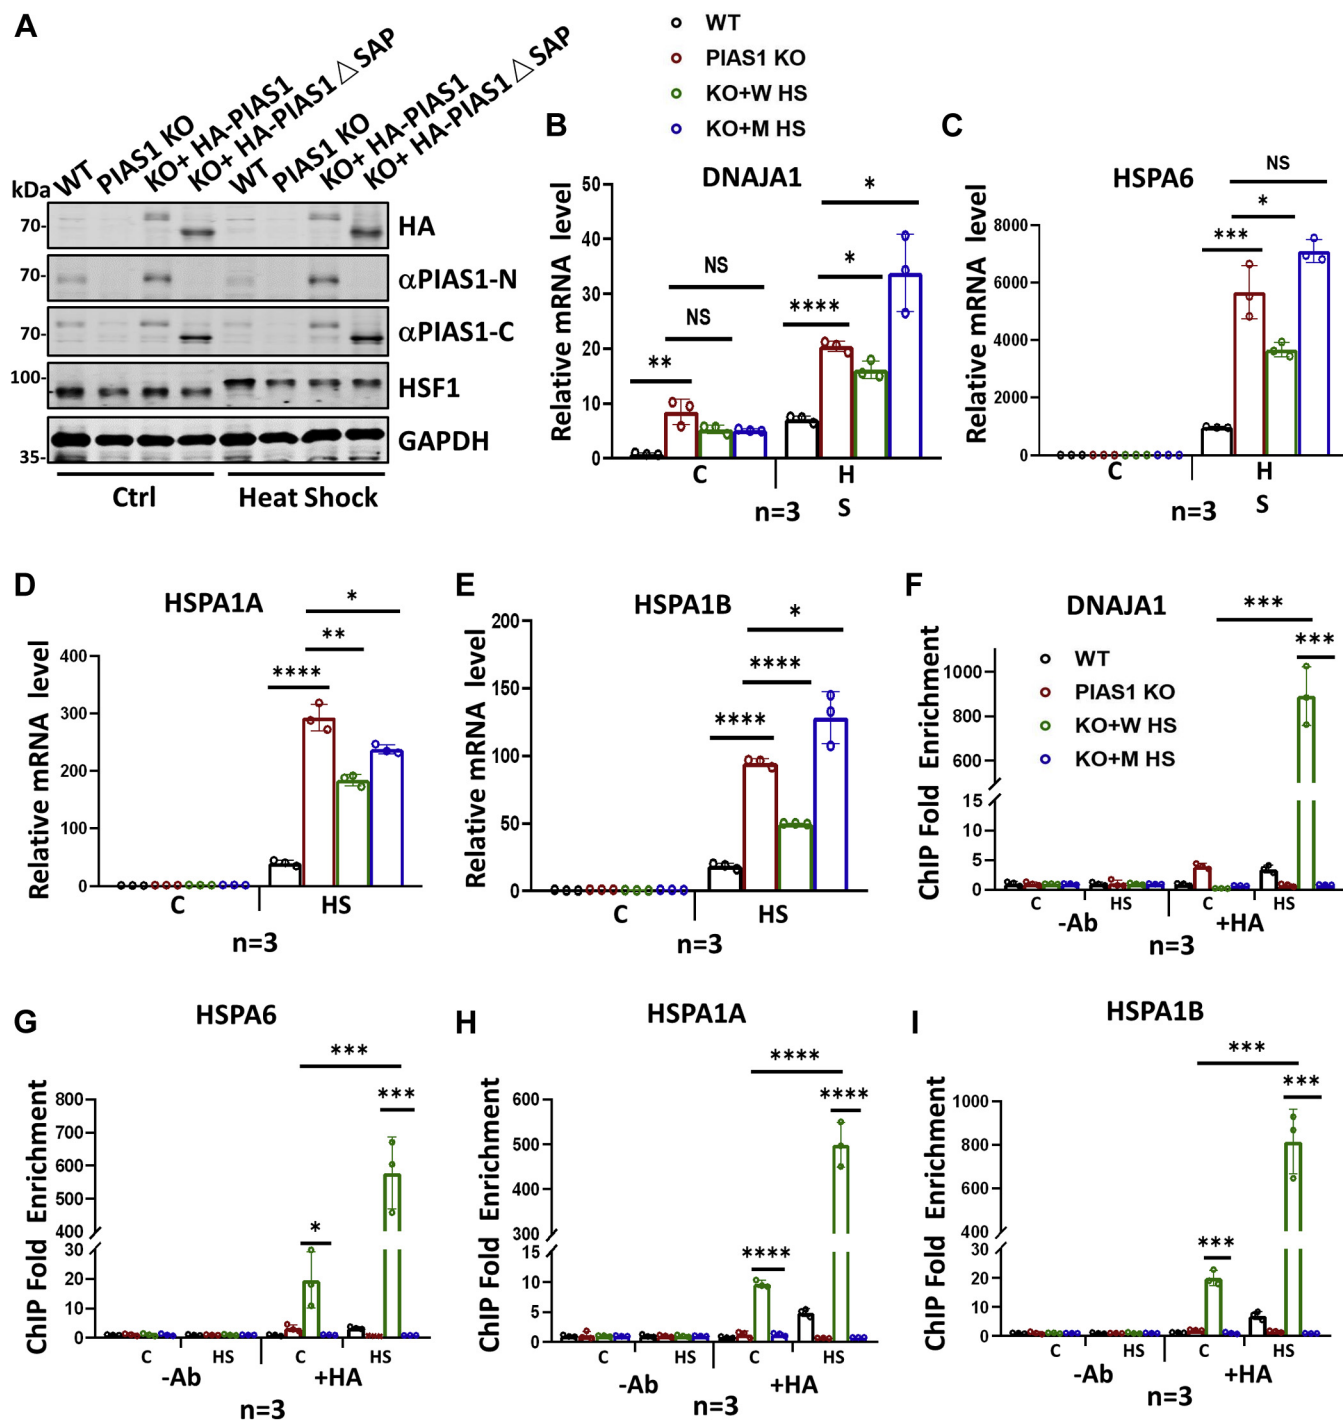 A
WT
PIAS1 KO
KO+ HA-PIAS1
KO+ HA-PIAS1 △ SAP
WT
PIAS1 KO
KO+ HA-PIAS1
KO+ HA-PIAS1 △ SAP
kDa
70-
HA
70-
αPIAS1-N
70-
αPIAS1-C
100-
HSF1
GAPDH
35-
Ctrl
Heat Shock
WT
PIAS1 KO
KO+W HS
KO+M HS
B
DNAJA1
Relative mRNA level
50
40
30
20
10
0
**
NS
NS
****
*
*
C
H
S
n=3
C
HSPA6
Relative mRNA level
8000
6000
4000
2000
0
***
*
NS
C
H
S
n=3
D
HSPA1A
Relative mRNA level
400
300
200
100
0
****
**
*
C
HS
n=3
E
HSPA1B
Relative mRNA level
200
150
100
50
0
****
****
*
C
HS
n=3
F
DNAJA1
WT
PIAS1 KO
KO+W HS
KO+M HS
ChIP Fold Enrichment
1000
800
600
15
10
5
0
***
***
C
HS
C
HS
-Ab
+HA
n=3
G
HSPA6
ChIP Fold Enrichment
800
700
600
500
400
30
20
10
0
*
***
***
C
HS
C
HS
-Ab
+HA
n=3
H
HSPA1A
ChIP Fold Enrichment
600
500
400
300
15
10
5
0
****
****
****
C
HS
C
HS
-Ab
+HA
n=3
I
HSPA1B
ChIP Fold Enrichment
1000
800
600
400
30
20
10
0
***
***
***
C
HS
C
HS
-Ab
+HA
n=3